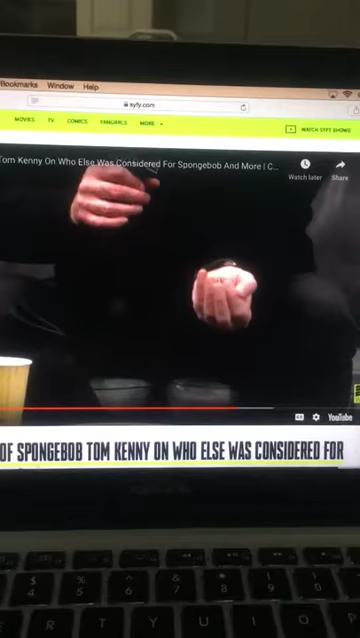 Bookmarks Window Help
syfy.com
MOVIES TV COMICS FANGRRLS MORE
WATCH SYFY SHOWS
Tom Kenny On Who Else Was Considered For Spongebob And More | C...
Watch later Share
CC YouTube
OF SPONGEBOB TOM KENNY ON WHO ELSE WAS CONSIDERED FOR
$ % ^ & * ( )
4 5 6 7 8 9 0
R T Y U I O